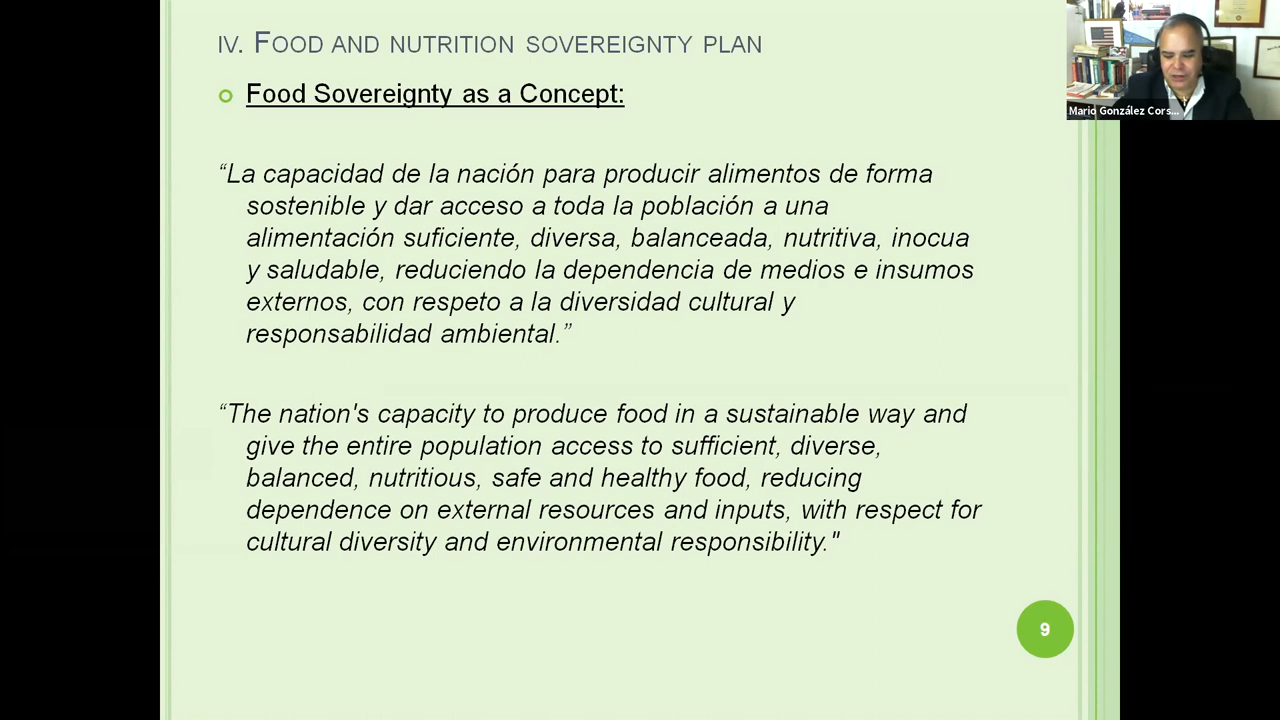 IV. FOOD AND NUTRITION SOVEREIGNTY PLAN
Food Sovereignty as a Concept:
“La capacidad de la nación para producir alimentos de forma
sostenible y dar acceso a toda la población a una
alimentación suficiente, diversa, balanceada, nutritiva, inocua
y saludable, reduciendo la dependencia de medios e insumos
externos, con respeto a la diversidad cultural y
responsabilidad ambiental.”
“The nation's capacity to produce food in a sustainable way and
give the entire population access to sufficient, diverse,
balanced, nutritious, safe and healthy food, reducing
dependence on external resources and inputs, with respect for
cultural diversity and environmental responsibility."
9
Mario González Cors...